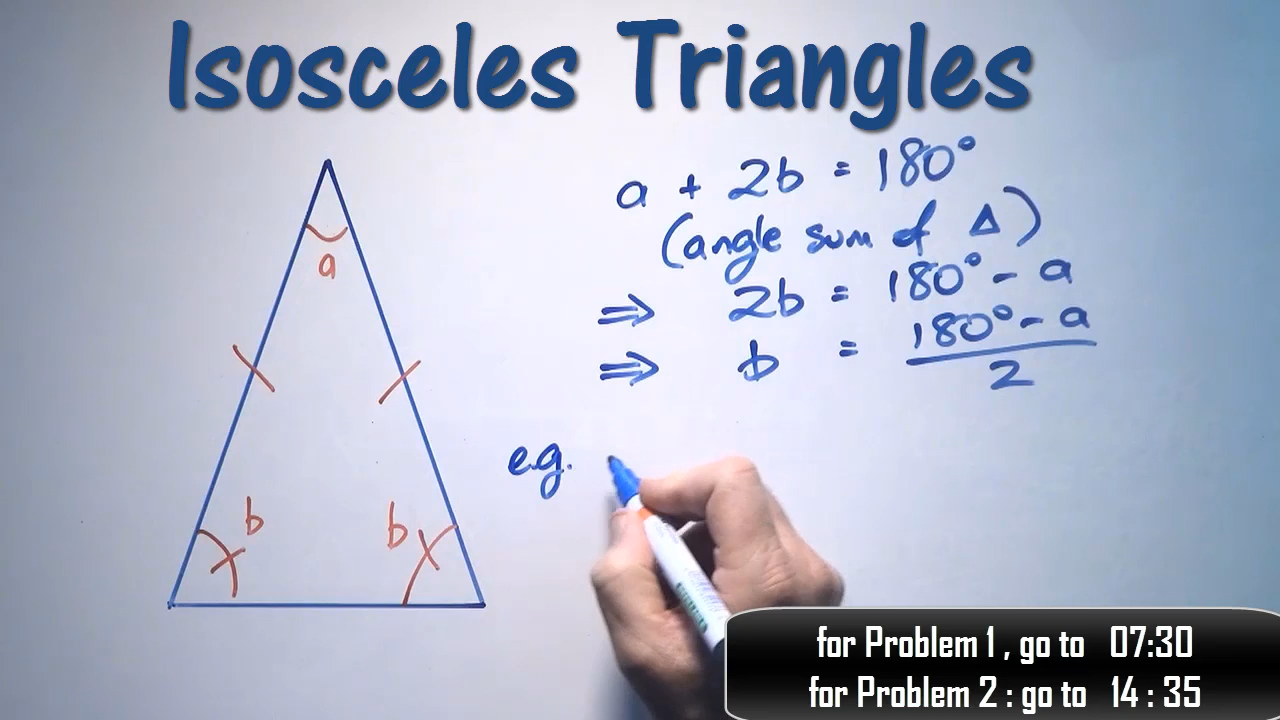 Isosceles Triangles
a + 2b = 180°
(angle sum of Δ)
⇒ 2b = 180° - a
⇒ b = 180° - a
2
a
b b
e.g.
for Problem 1 , go to 07:30
for Problem 2 : go to 14 : 35